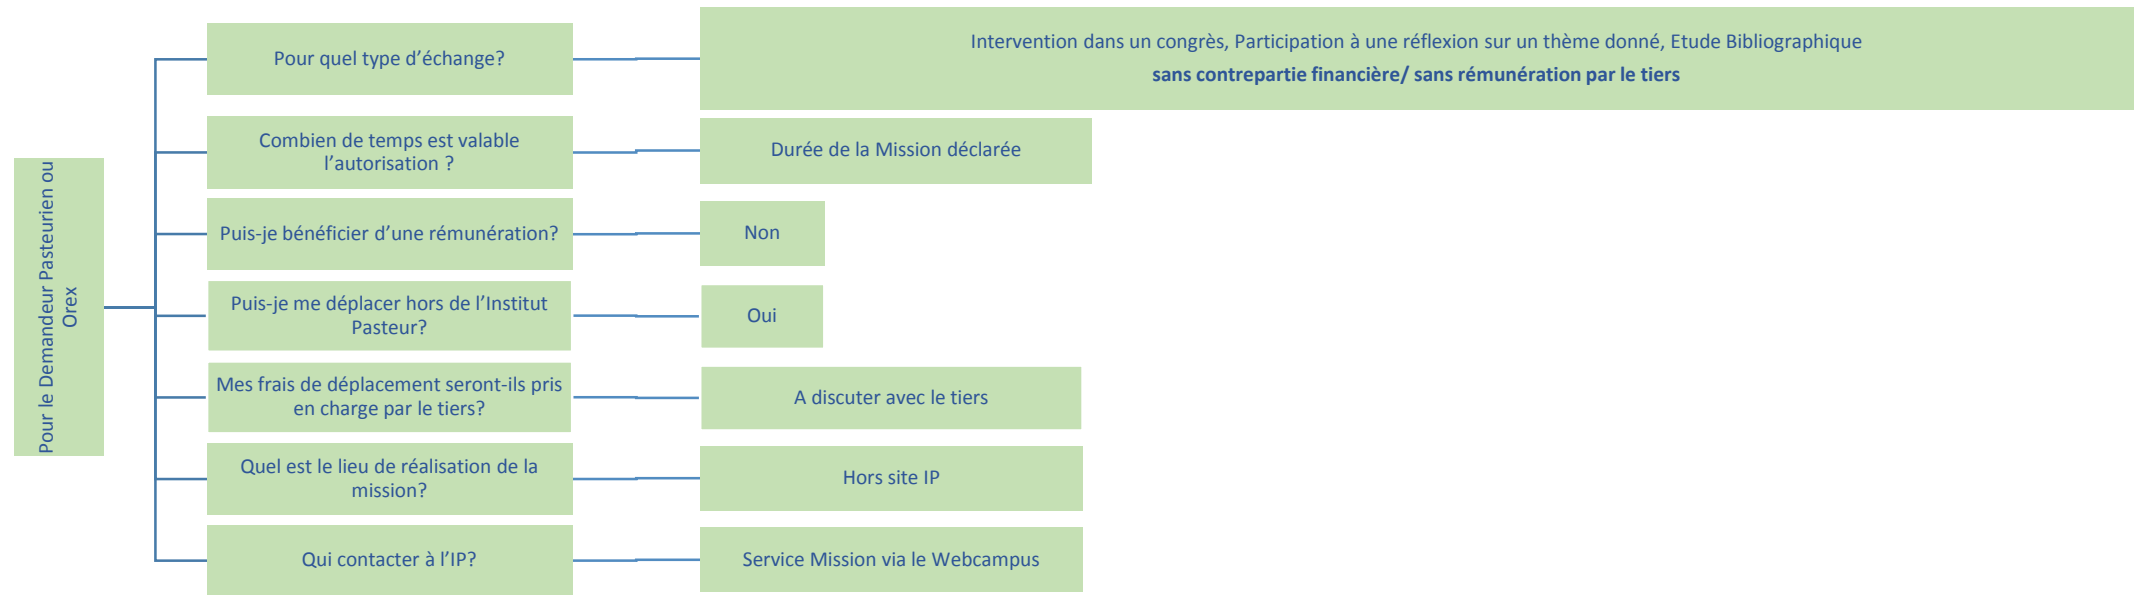 Pour le Demandeur Pasteurien ou
Orex
Pour quel type d’échange?
Intervention dans un congrès, Participation à une réflexion sur un thème donné, Etude Bibliographique
sans contrepartie financière/ sans rémunération par le tiers
Combien de temps est valable
l’autorisation ?
Durée de la Mission déclarée
Puis-je bénéficier d’une rémunération?
Non
Puis-je me déplacer hors de l’Institut
Pasteur?
Oui
Mes frais de déplacement seront-ils pris
en charge par le tiers?
A discuter avec le tiers
Quel est le lieu de réalisation de la
mission?
Hors site IP
Qui contacter à l’IP?
Service Mission via le Webcampus